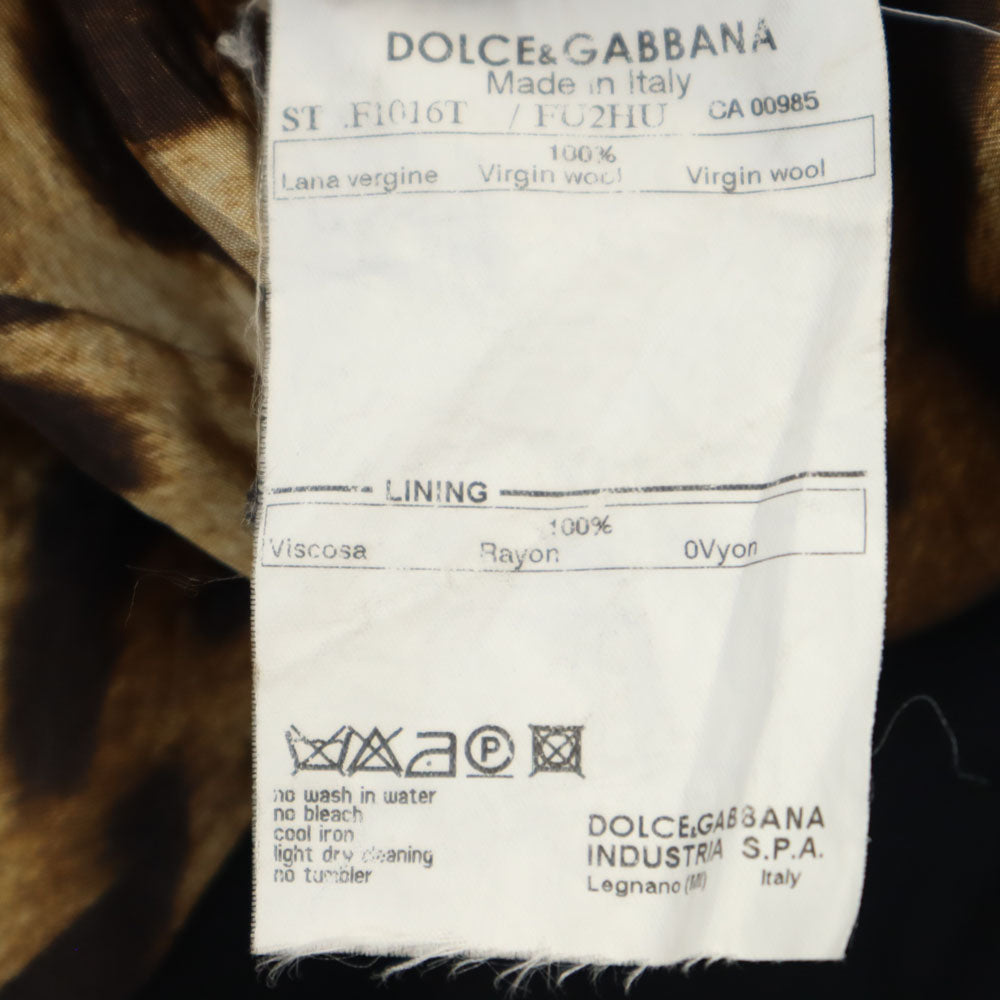 DOLCE&GABBANA
Made in Italy
ST .F1016T / FU2HU CA 00985
100%
Lana vergine Virgin wool Virgin wool
LINING
100%
Viscosa Rayon 0Vyon
P
no wash in water
no bleach
cool iron
light dry cleaning
no tumbler
DOLCE&GABBANA
INDUSTRIA S.P.A.
Legnano (MI) Italy